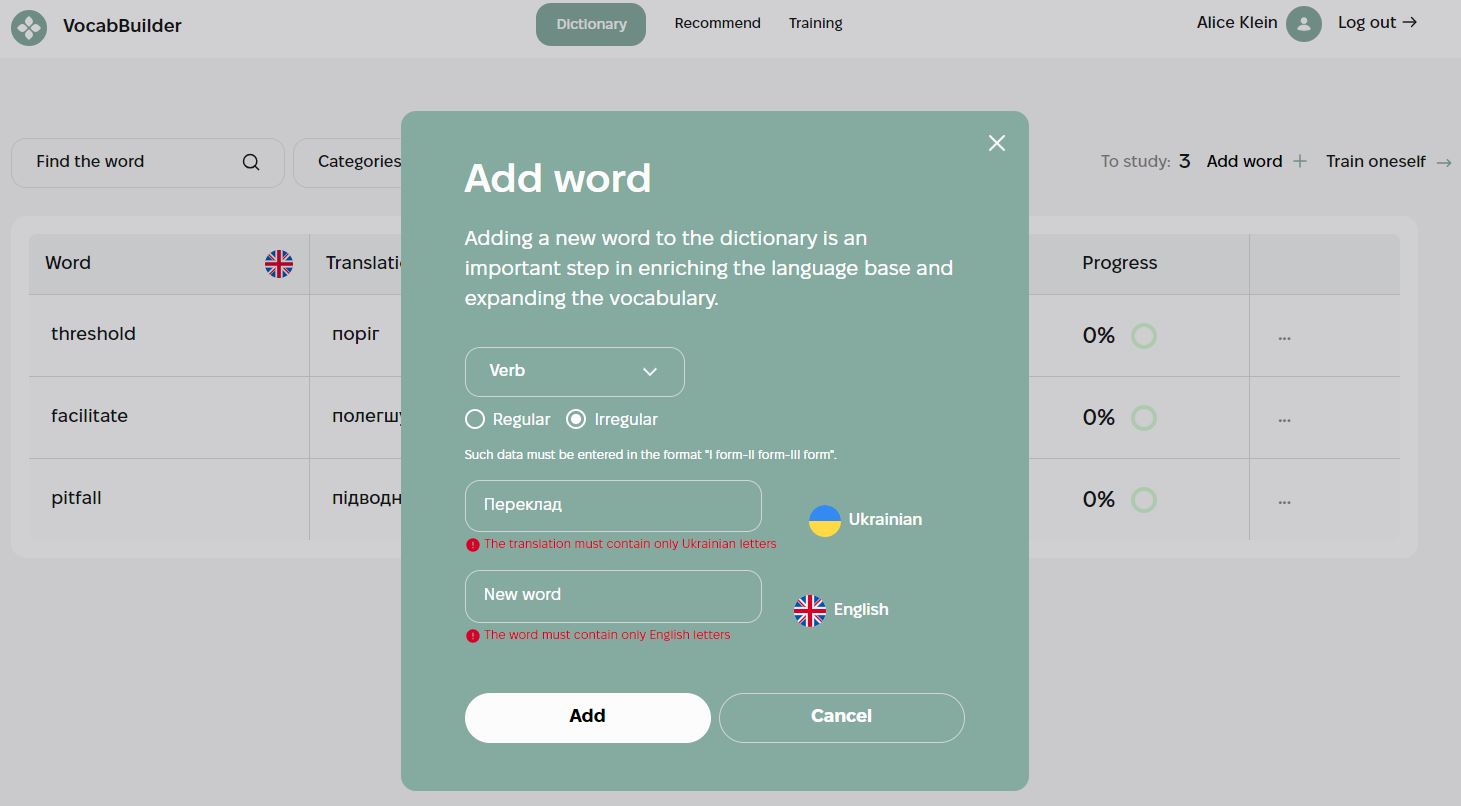 VocabBuilder
Dictionary
Recommend
Training
Alice Klein
Log out
Find the word
Categories
To study: 3
Add word
Train oneself
Word
Progress
threshold
поріг
0%
...
facilitate
0%
...
pitfall
0%
...
Add word
Adding a new word to the dictionary is an
important step in enriching the language base and
expanding the vocabulary.
Verb
Regular
Irregular
Such data must be entered in the format "I form-II form-III form".
Переклад
Ukrainian
The translation must contain only Ukrainian letters
New word
English
The word must contain only English letters
Add
Cancel